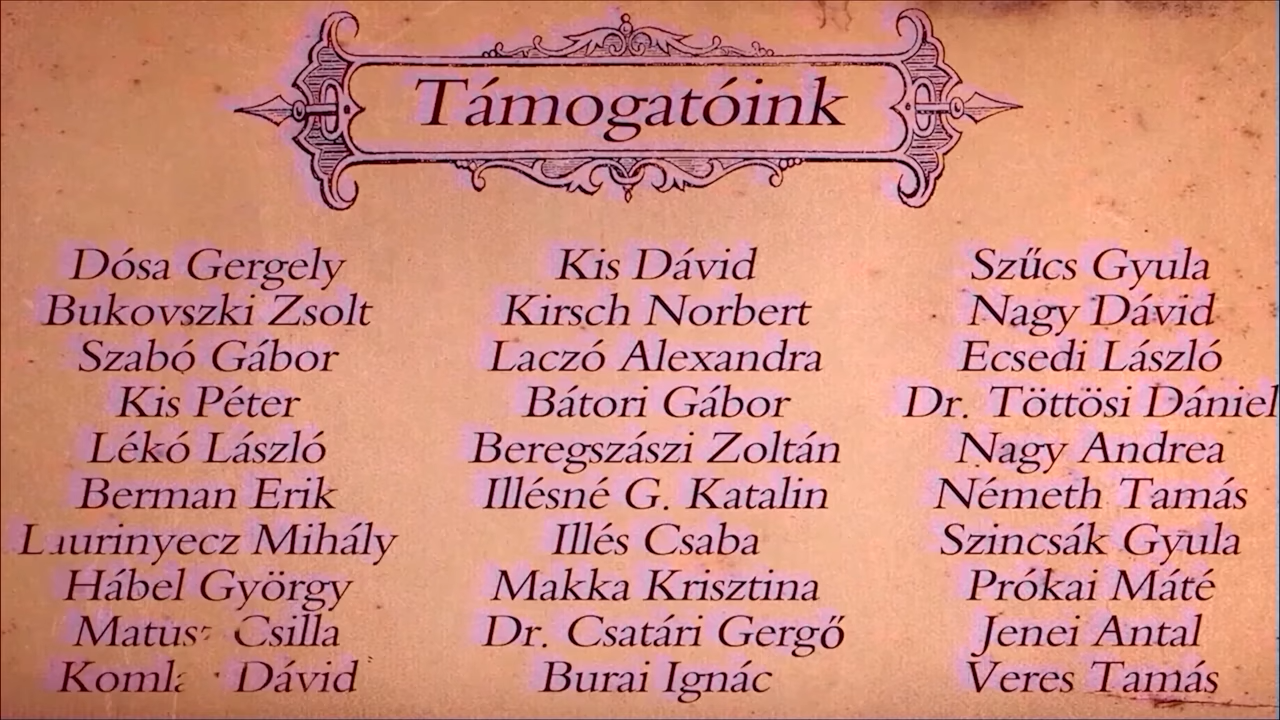 Támogatóink
Dósa Gergely
Bukovszki Zsolt
Szabó Gábor
Kis Péter
Lékó László
Berman Erik
Laurinyecz Mihály
Hábel György
Csilla
Dávid
Kis Dávid
Kirsch Norbert
Laczó Alexandra
Bátori Gábor
Beregszászi Zoltán
Illésné G. Katalin
Illés Csaba
Makka Krisztina
Dr. Csatári Gergő
Burai Ignác
Szűcs Gyula
Nagy Dávid
Ecsedi László
Dr. Töttösi Dániel
Nagy Andrea
Németh Tamás
Szincsák Gyula
Prókai Máté
Jenei Antal
Veres Tamás